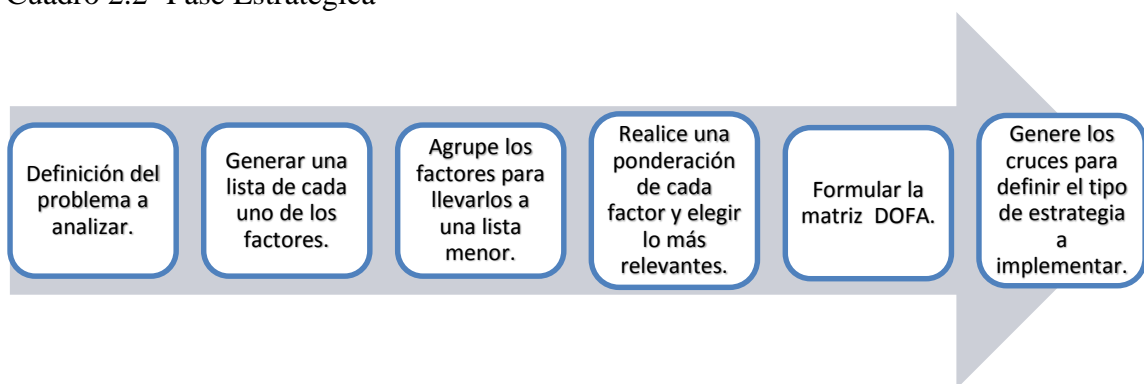 Cuadro 2.2 Fase Estratégica
Definición del
problema a
analizar.
Generar una
lista de cada
uno de los
factores.
Agrupe los
factores para
llevarlos a
una lista
menor.
Realice una
ponderación
de cada
factor y elegir
lo más
relevantes.
Formular la
matriz DOFA.
Genere los
cruces para
definir el tipo
de estrategia
a
implementar.